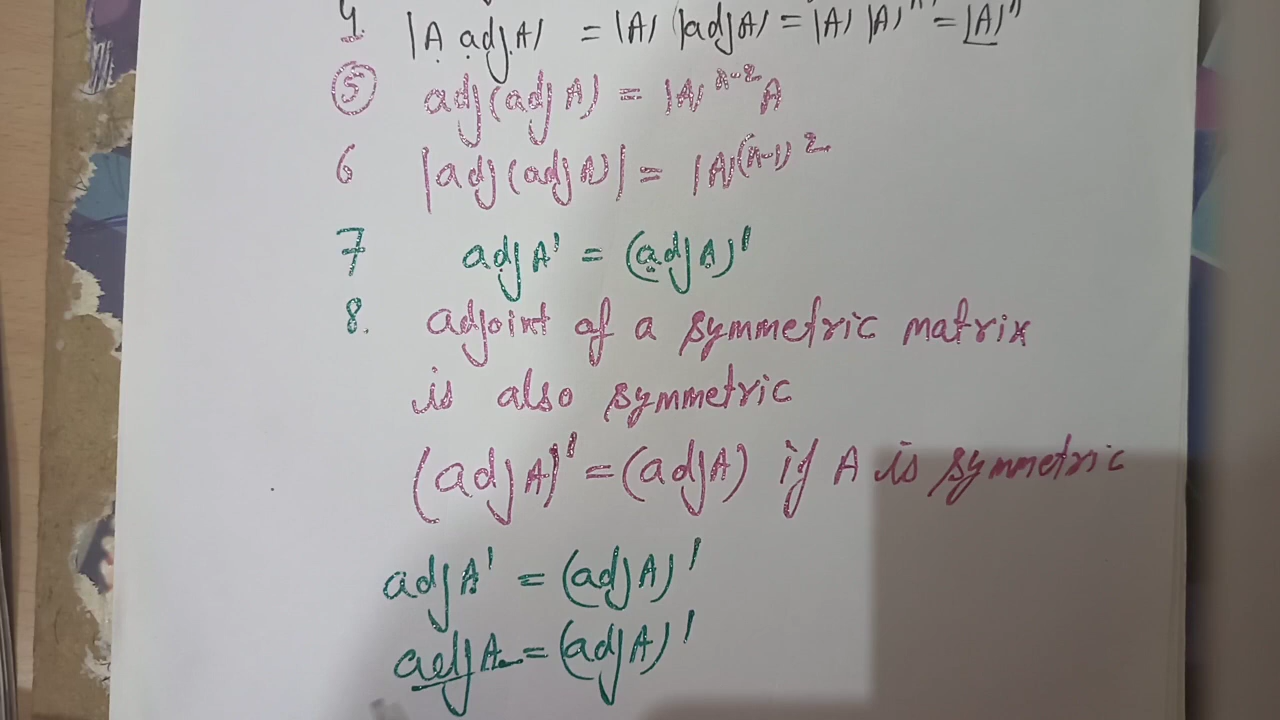 4. |A adj A| = |A| |adj A| = |A| |A|ⁿ⁻¹ = |A|ⁿ
⑤ adj(adj A) = |A|ⁿ⁻² A
6 |adj(adj A)| = |A|⁽ⁿ⁻¹⁾²
7 adj A' = (adj A)'
8. adjoint of a symmetric matrix
is also symmetric
(adj A)' = (adj A) if A is symmetric
adj A' = (adj A)'
adj A = (adj A)'